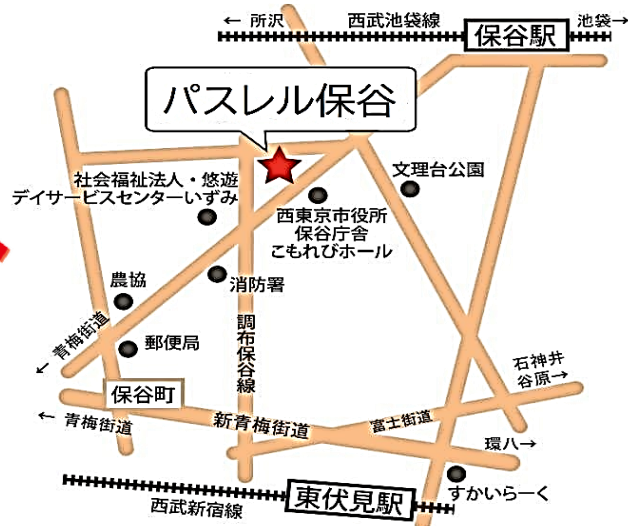 ← 所沢
西武池袋線
池袋→
保谷駅
パスレル保谷
社会福祉法人・悠遊
デイサービスセンターいずみ
文理台公園
西東京市役所
保谷庁舎
こもれびホール
農協
消防署
← 青梅街道
郵便局
調布保谷線
石神井
谷原→
保谷町
← 青梅街道
新青梅街道
富士街道
環八→
すかいらーく
西武新宿線
東伏見駅